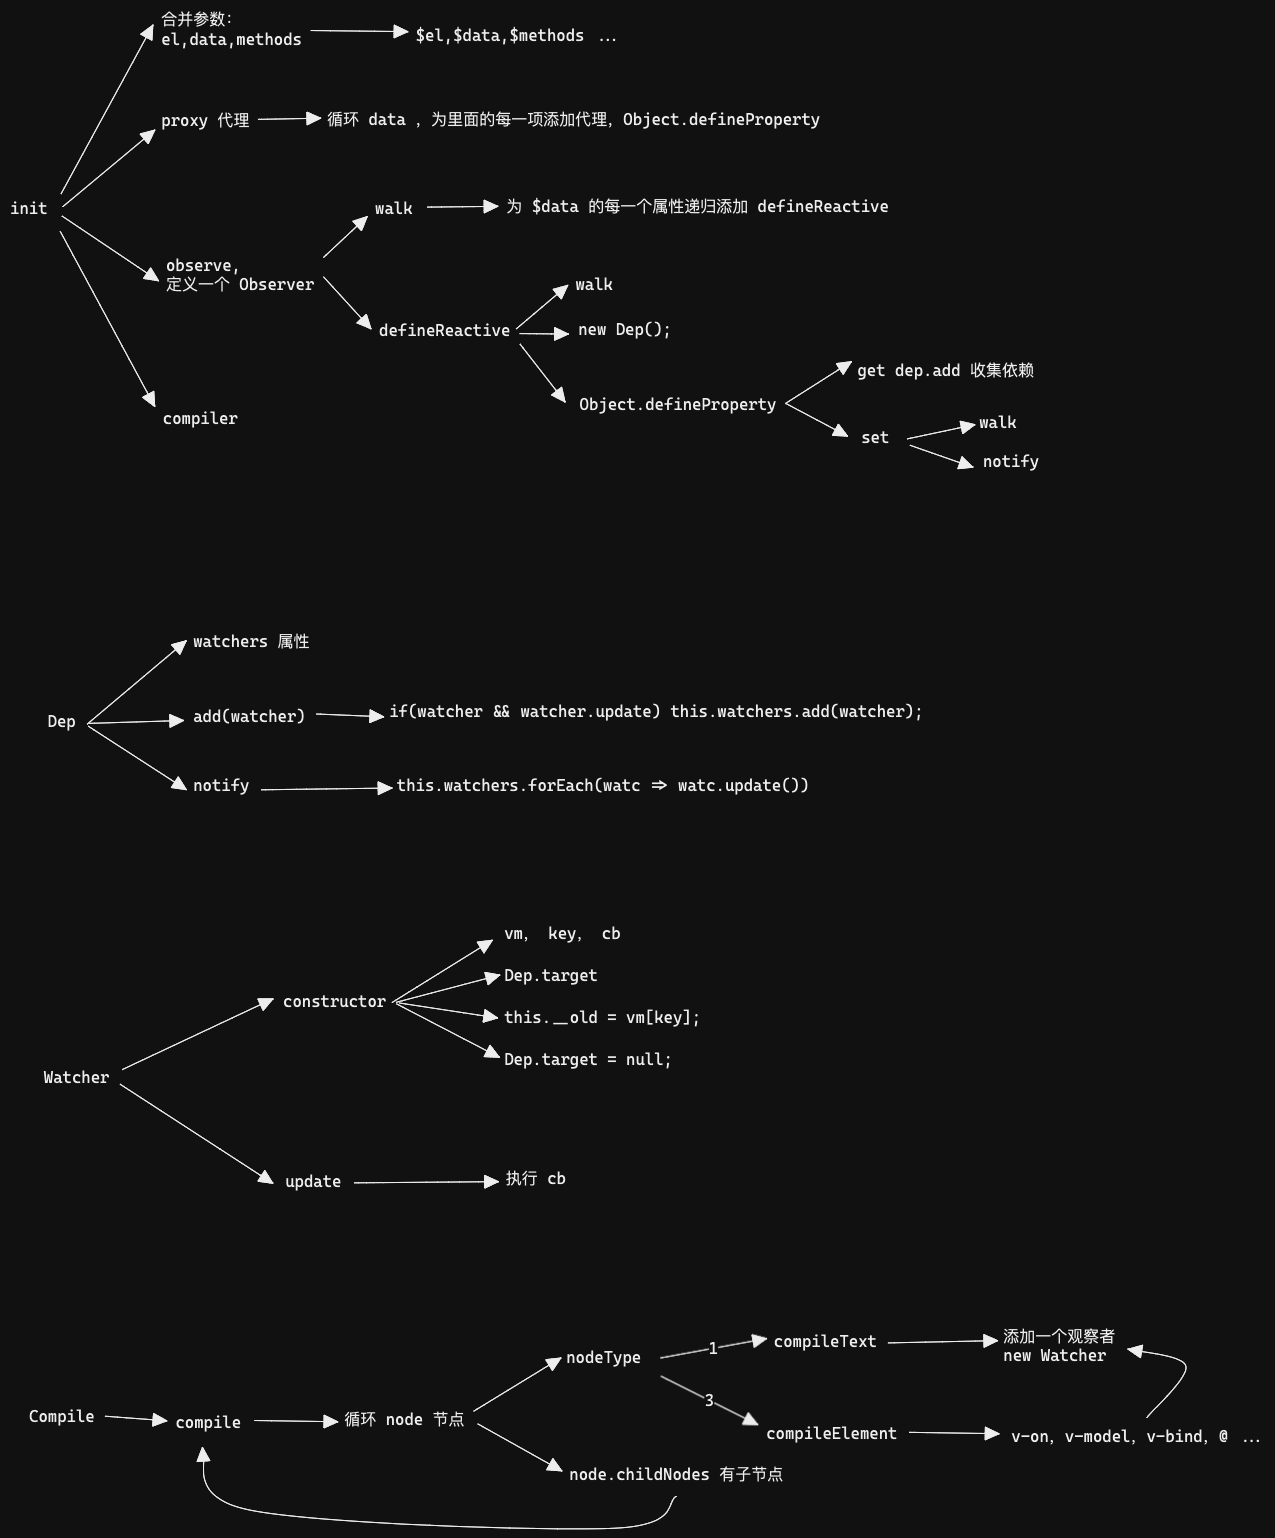 合并参数：
el,data,methods
$el,$data,$methods ...
proxy 代理
循环 data ，为里面的每一项添加代理，Object.defineProperty
init
walk
为 $data 的每一个属性递归添加 defineReactive
observe,
定义一个 Observer
walk
defineReactive
new Dep();
get dep.add 收集依赖
Object.defineProperty
compiler
walk
set
notify
watchers 属性
Dep
add(watcher)
if(watcher && watcher.update) this.watchers.add(watcher);
notify
this.watchers.forEach(watc => watc.update())
vm， key， cb
Dep.target
constructor
this.__old = vm[key];
Dep.target = null;
Watcher
update
执行 cb
添加一个观察者
new Watcher
1
compileText
nodeType
3
Compile
compile
循环 node 节点
compileElement
v-on，v-model，v-bind，@ ...
node.childNodes 有子节点